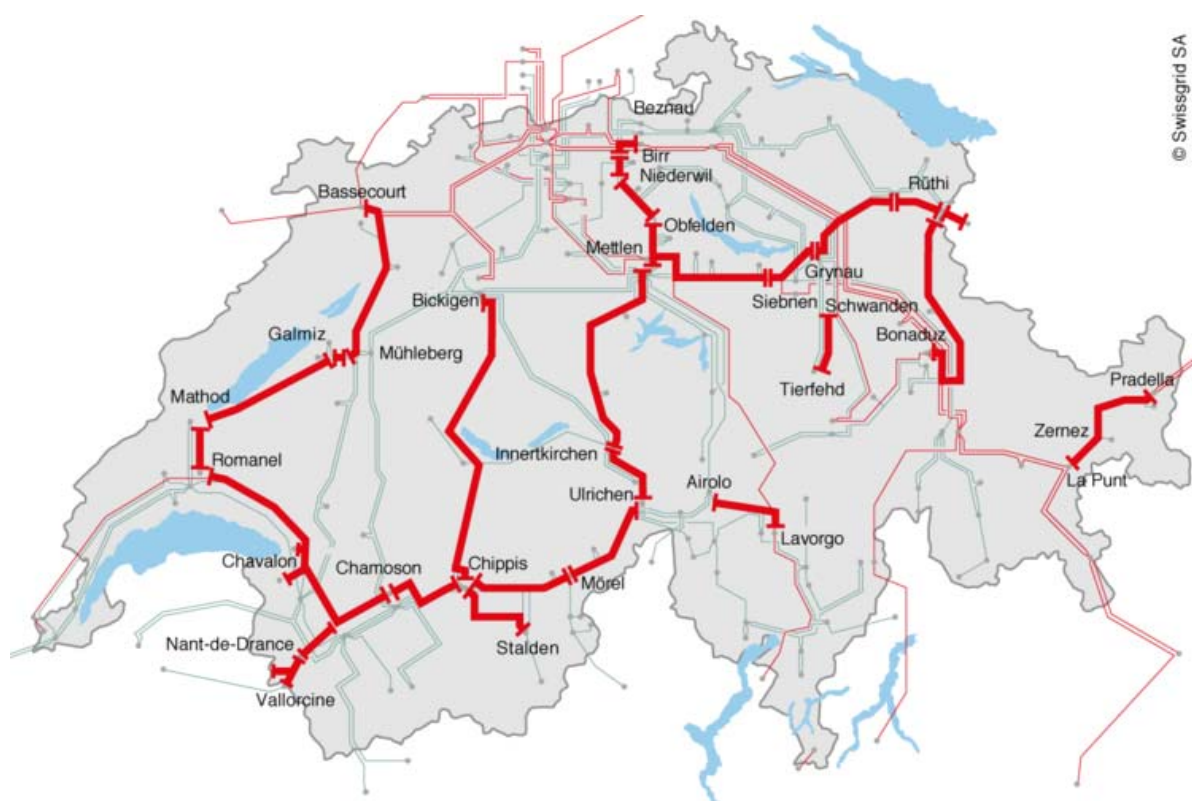 © Swissgrid SA
Beznau
Birr
Niederwil
Bassecourt
Rüthi
Obfelden
Mettlen
Grynau
Bickigen
Siebnen
Schwanden
Galmiz
Mühleberg
Bonaduz
Tierfehd
Pradella
Mathod
Zernez
Romanel
Innertkirchen
La Punt
Ulrichen
Airolo
Lavorgo
Chavalon
Chamoson
Chippis
Mörel
Nant-de-Drance
Stalden
Vallorcine